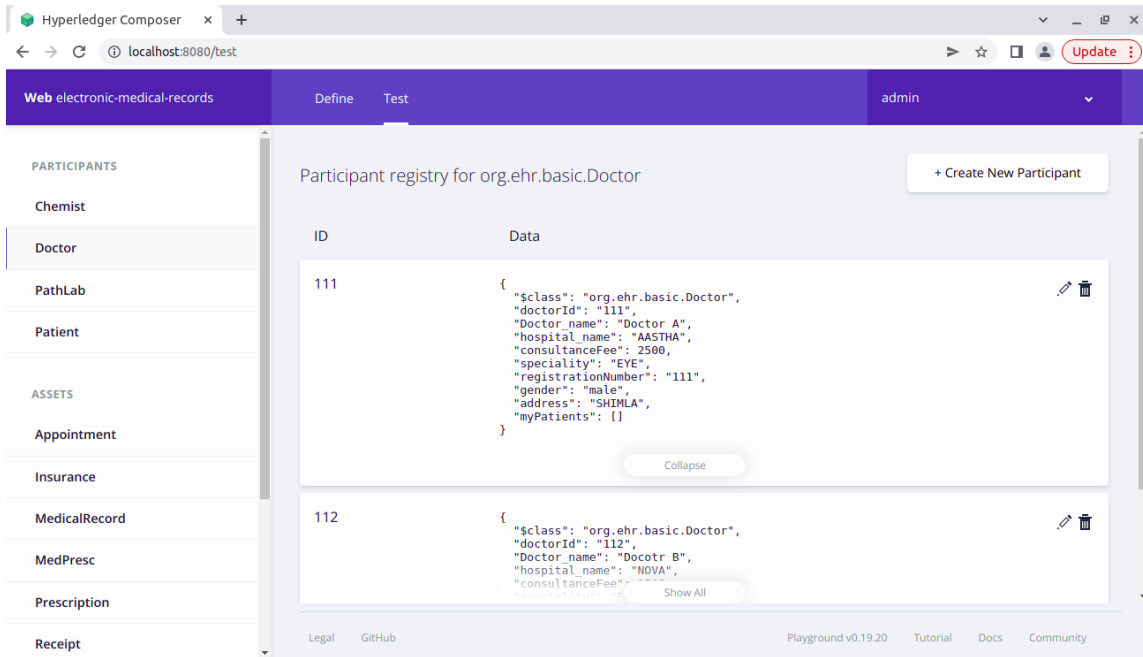 Hyperledger Composer
localhost:8080/test
Update
Web electronic-medical-records
Define
Test
admin
PARTICIPANTS
Chemist
Doctor
PathLab
Patient
ASSETS
Appointment
Insurance
MedicalRecord
MedPresc
Prescription
Receipt
Participant registry for org.ehr.basic.Doctor
+ Create New Participant
ID
Data
111
{
"$class": "org.ehr.basic.Doctor",
"doctorId": "111",
"Doctor_name": "Doctor A",
"hospital_name": "AASTHA",
"consultanceFee": 2500,
"speciality": "EYE",
"registrationNumber": "111",
"gender": "male",
"address": "SHIMLA",
"myPatients": []
}
Collapse
112
{
"$class": "org.ehr.basic.Doctor",
"doctorId": "112",
"Doctor_name": "Docotr B",
"hospital_name": "NOVA",
"consultanceFee":
Show All
Legal
GitHub
Playground v0.19.20
Tutorial
Docs
Community